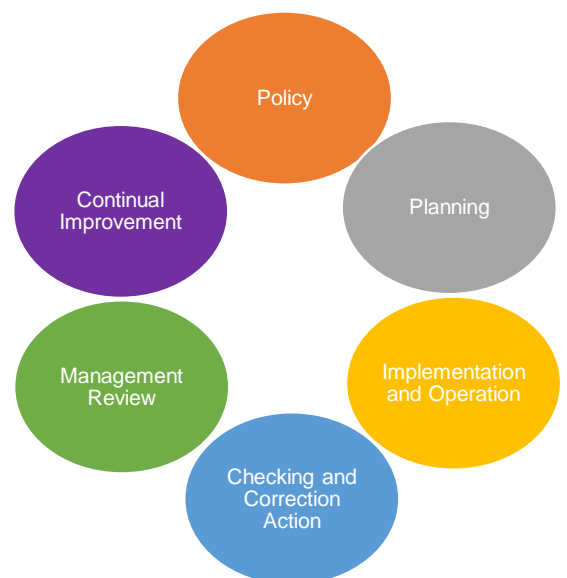 Policy
Planning
Implementation
and Operation
Checking and
Correction
Action
Management
Review
Continual
Improvement